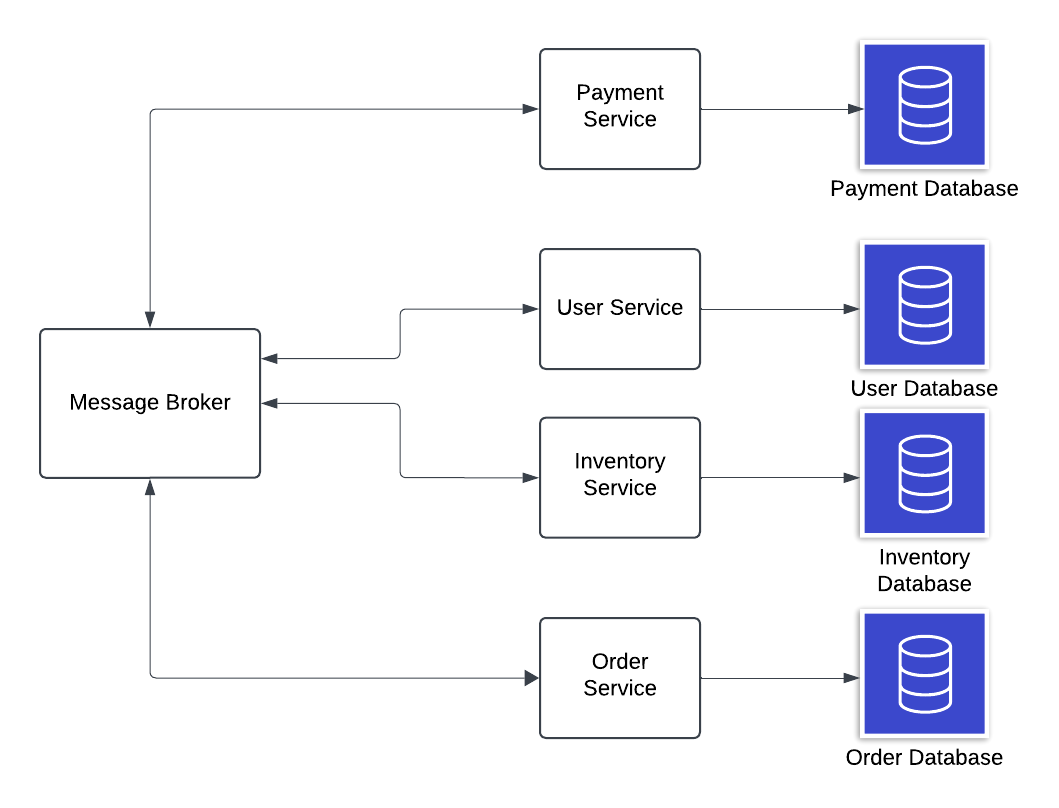 Payment
Service
Payment Database
User Service
User Database
Message Broker
Inventory
Service
Inventory
Database
Order
Service
Order Database